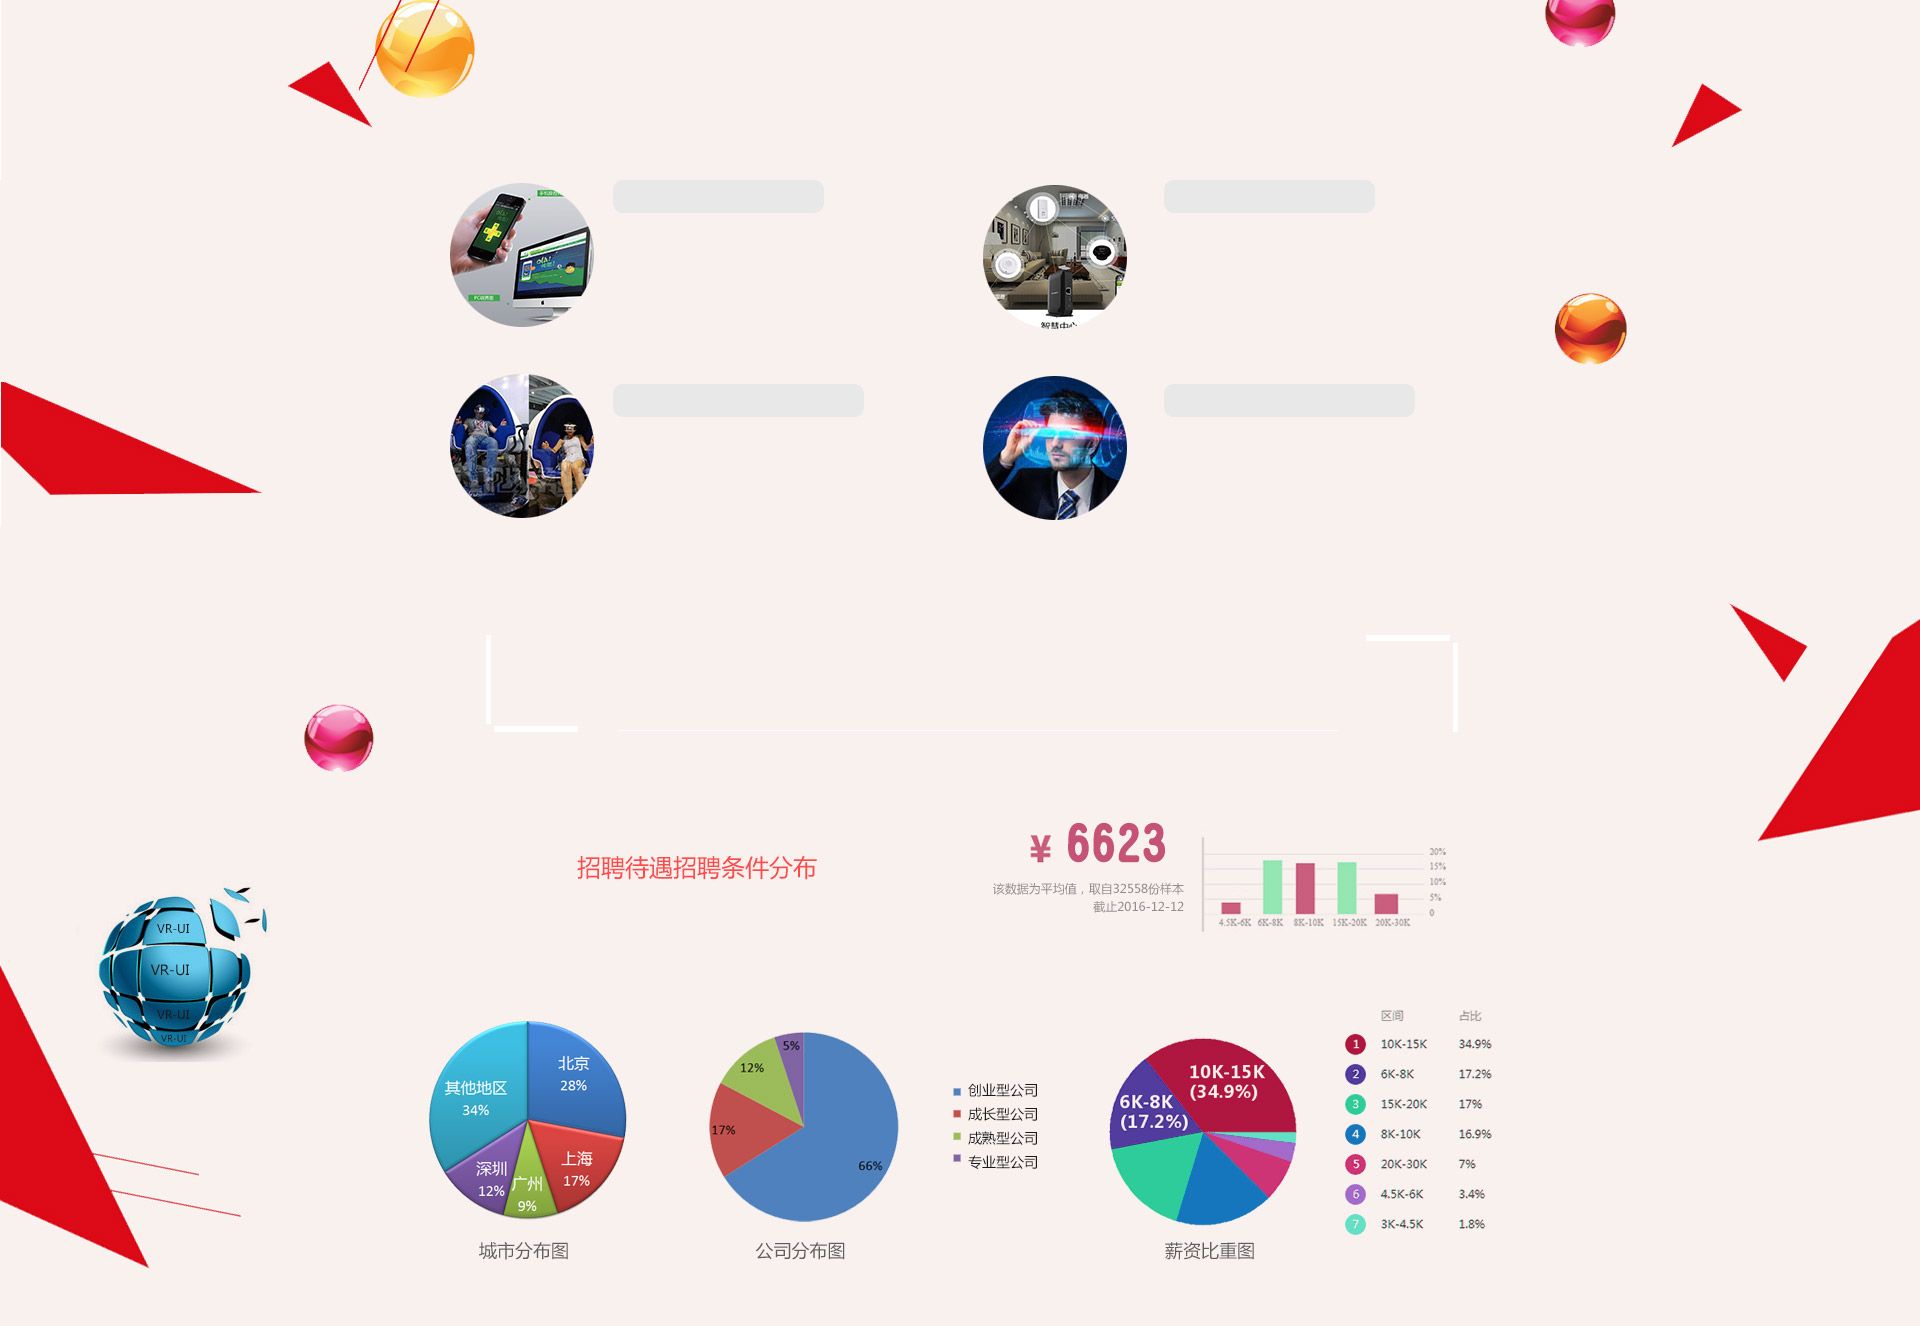 PC端界面
智慧中心
¥ 6623
招聘待遇招聘条件分布
该数据为平均值，取自32558份样本
截止2016-12-12
20%
15%
10%
5%
0
4.5K-6K 6K-8K 8K-10K 15K-20K 20K-30K
VR-UI
VR-UI
VR-UI
VR-UI
北京
28%
其他地区
34%
上海
17%
深圳
12%
广州
9%
城市分布图
5%
12%
17%
66%
创业型公司
成长型公司
成熟型公司
专业型公司
公司分布图
10K-15K
(34.9%)
6K-8K
(17.2%)
薪资比重图
区间 占比
1 10K-15K 34.9%
2 6K-8K 17.2%
3 15K-20K 17%
4 8K-10K 16.9%
5 20K-30K 7%
6 4.5K-6K 3.4%
7 3K-4.5K 1.8%